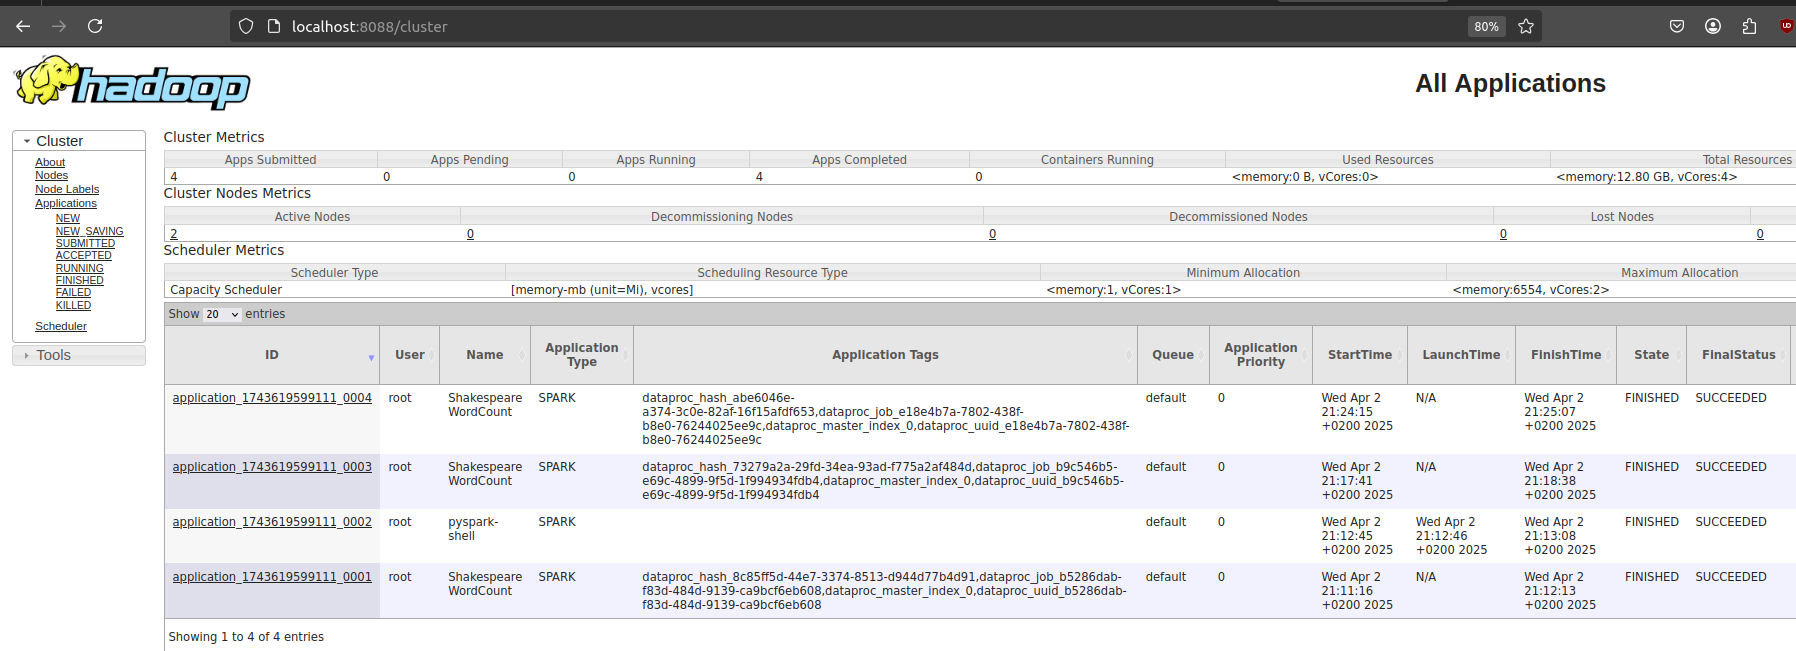 localhost:8088/cluster
80%
hadoop
All Applications
Cluster
About
Nodes
Node Labels
Applications
NEW
NEW_SAVING
SUBMITTED
ACCEPTED
RUNNING
FINISHED
FAILED
KILLED
Scheduler
Tools
Cluster Metrics
Apps Submitted Apps Pending Apps Running Apps Completed Containers Running Used Resources Total Resources
4 0 0 4 0 <memory:0 B, vCores:0> <memory:12.80 GB, vCores:4>
Cluster Nodes Metrics
Active Nodes Decommissioning Nodes Decommissioned Nodes Lost Nodes
2 0 0 0 0
Scheduler Metrics
Scheduler Type Scheduling Resource Type Minimum Allocation Maximum Allocation
Capacity Scheduler [memory-mb (unit=Mi), vcores] <memory:1, vCores:1> <memory:6554, vCores:2>
Show 20 entries
ID User Name Application Type Application Tags Queue Application Priority StartTime LaunchTime FinishTime State FinalStatus
application_1743619599111_0004 root Shakespeare SPARK dataproc_hash_abe6046e- default 0 Wed Apr 2 N/A Wed Apr 2 FINISHED SUCCEEDED
WordCount a374-3c0e-82af-16f15afdf653,dataproc_job_e18e4b7a-7802-438f- 21:24:15 21:25:07
b8e0-76244025ee9c,dataproc_master_index_0,dataproc_uuid_e18e4b7a-7802-438f- +0200 2025 +0200 2025
b8e0-76244025ee9c
application_1743619599111_0003 root Shakespeare SPARK dataproc_hash_73279a2a-29fd-34ea-93ad-f775a2af484d,dataproc_job_b9c546b5- default 0 Wed Apr 2 N/A Wed Apr 2 FINISHED SUCCEEDED
WordCount e69c-4899-9f5d-1f994934fdb4,dataproc_master_index_0,dataproc_uuid_b9c546b5- 21:17:41 21:18:38
e69c-4899-9f5d-1f994934fdb4 +0200 2025 +0200 2025
application_1743619599111_0002 root pyspark- SPARK default 0 Wed Apr 2 Wed Apr 2 Wed Apr 2 FINISHED SUCCEEDED
shell 21:12:45 21:12:46 21:13:08
+0200 2025 +0200 2025 +0200 2025
application_1743619599111_0001 root Shakespeare SPARK dataproc_hash_8c85ff5d-44e7-3374-8513-d944d77b4d91,dataproc_job_b5286dab- default 0 Wed Apr 2 N/A Wed Apr 2 FINISHED SUCCEEDED
WordCount f83d-484d-9139-ca9bcf6eb608,dataproc_master_index_0,dataproc_uuid_b5286dab- 21:11:16 21:12:13
f83d-484d-9139-ca9bcf6eb608 +0200 2025 +0200 2025
Showing 1 to 4 of 4 entries